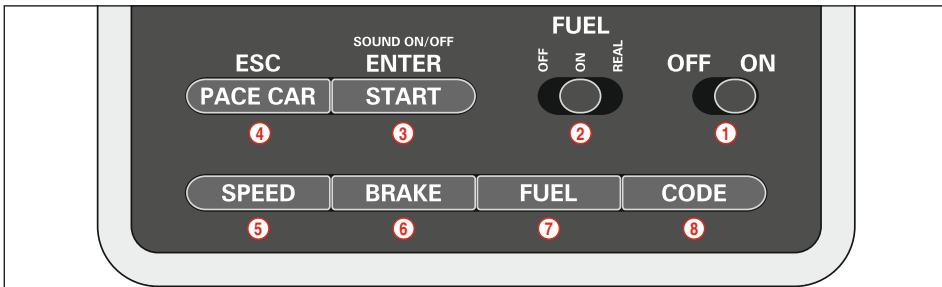 FUEL
SOUND ON/OFF
OFF ON REAL
ESC ENTER OFF ON
PACE CAR START
4 3 2 1
SPEED BRAKE FUEL CODE
5 6 7 8